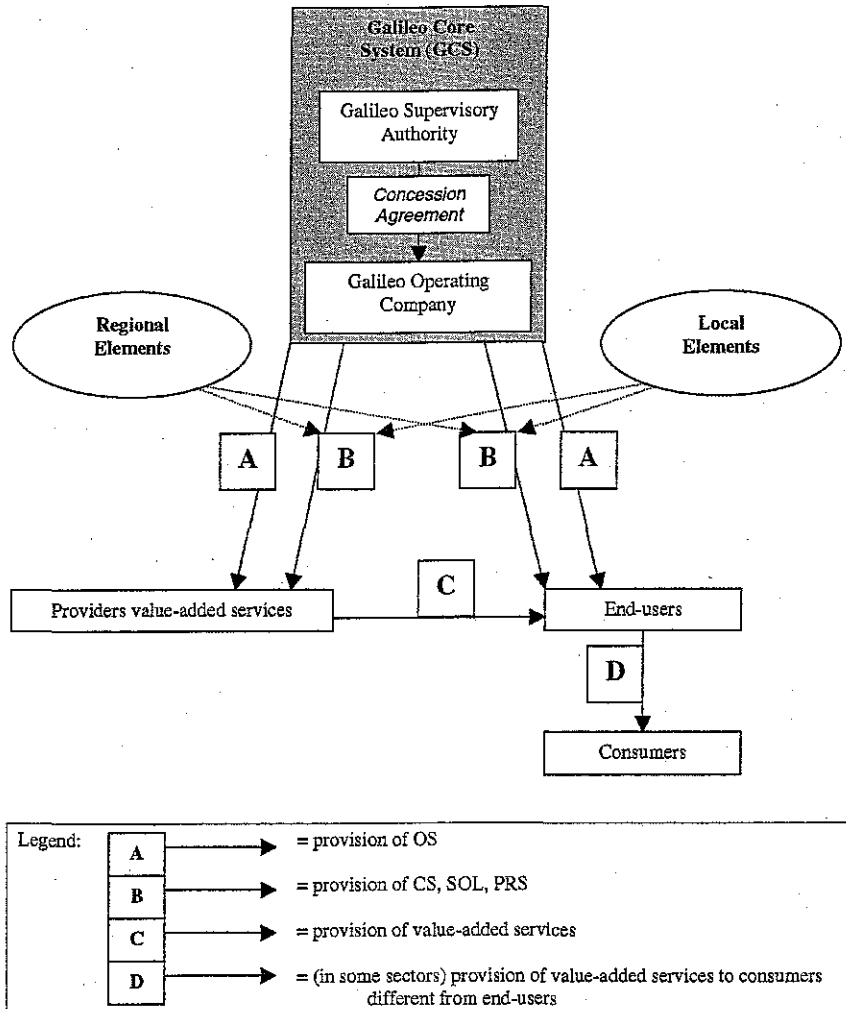 Galileo Core
System (GCS)
Galileo Supervisory
Authority
Concession
Agreement
Galileo Operating
Company
Regional
Elements
Local
Elements
A
B
B
A
C
Providers value-added services
End-users
D
Consumers
Legend:
A = provision of OS
B = provision of CS, SOL, PRS
C = provision of value-added services
D = (in some sectors) provision of value-added services to consumers
different from end-users